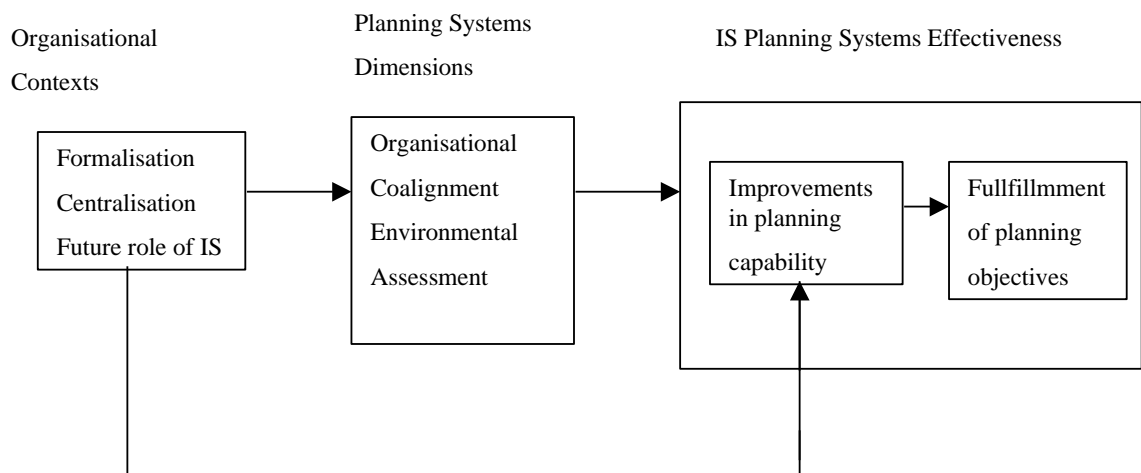 Organisational
Contexts
Planning Systems
Dimensions
IS Planning Systems Effectiveness
Formalisation
Centralisation
Future role of IS
Organisational
Coalignment
Environmental
Assessment
Improvements
in planning
capability
Fullfillmment
of planning
objectives